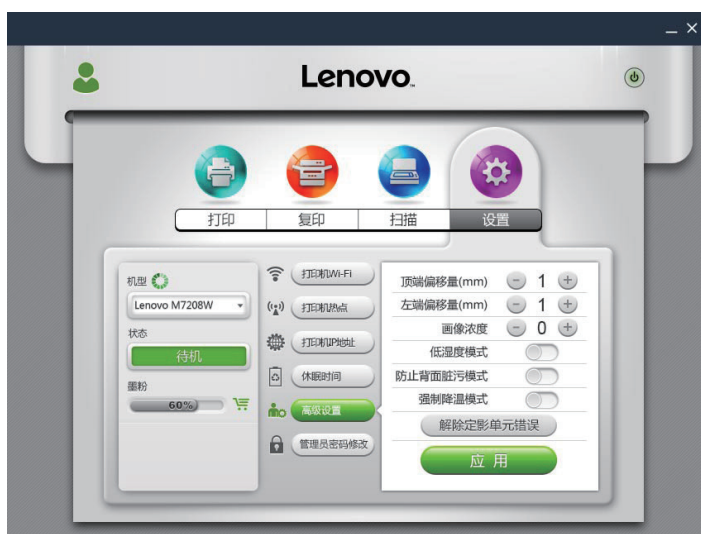 Lenovo
打印
复印
扫描
设置
机型
Lenovo M7208W
状态
待机
墨粉
60%
打印机Wi-Fi
打印机热点
打印机IP地址
休眠时间
高级设置
管理员密码修改
顶端偏移量(mm) - 1 +
左端偏移量(mm) - 1 +
画像浓度 - 0 +
低湿度模式
防止背面脏污模式
强制降温模式
解除定影单元错误
应用